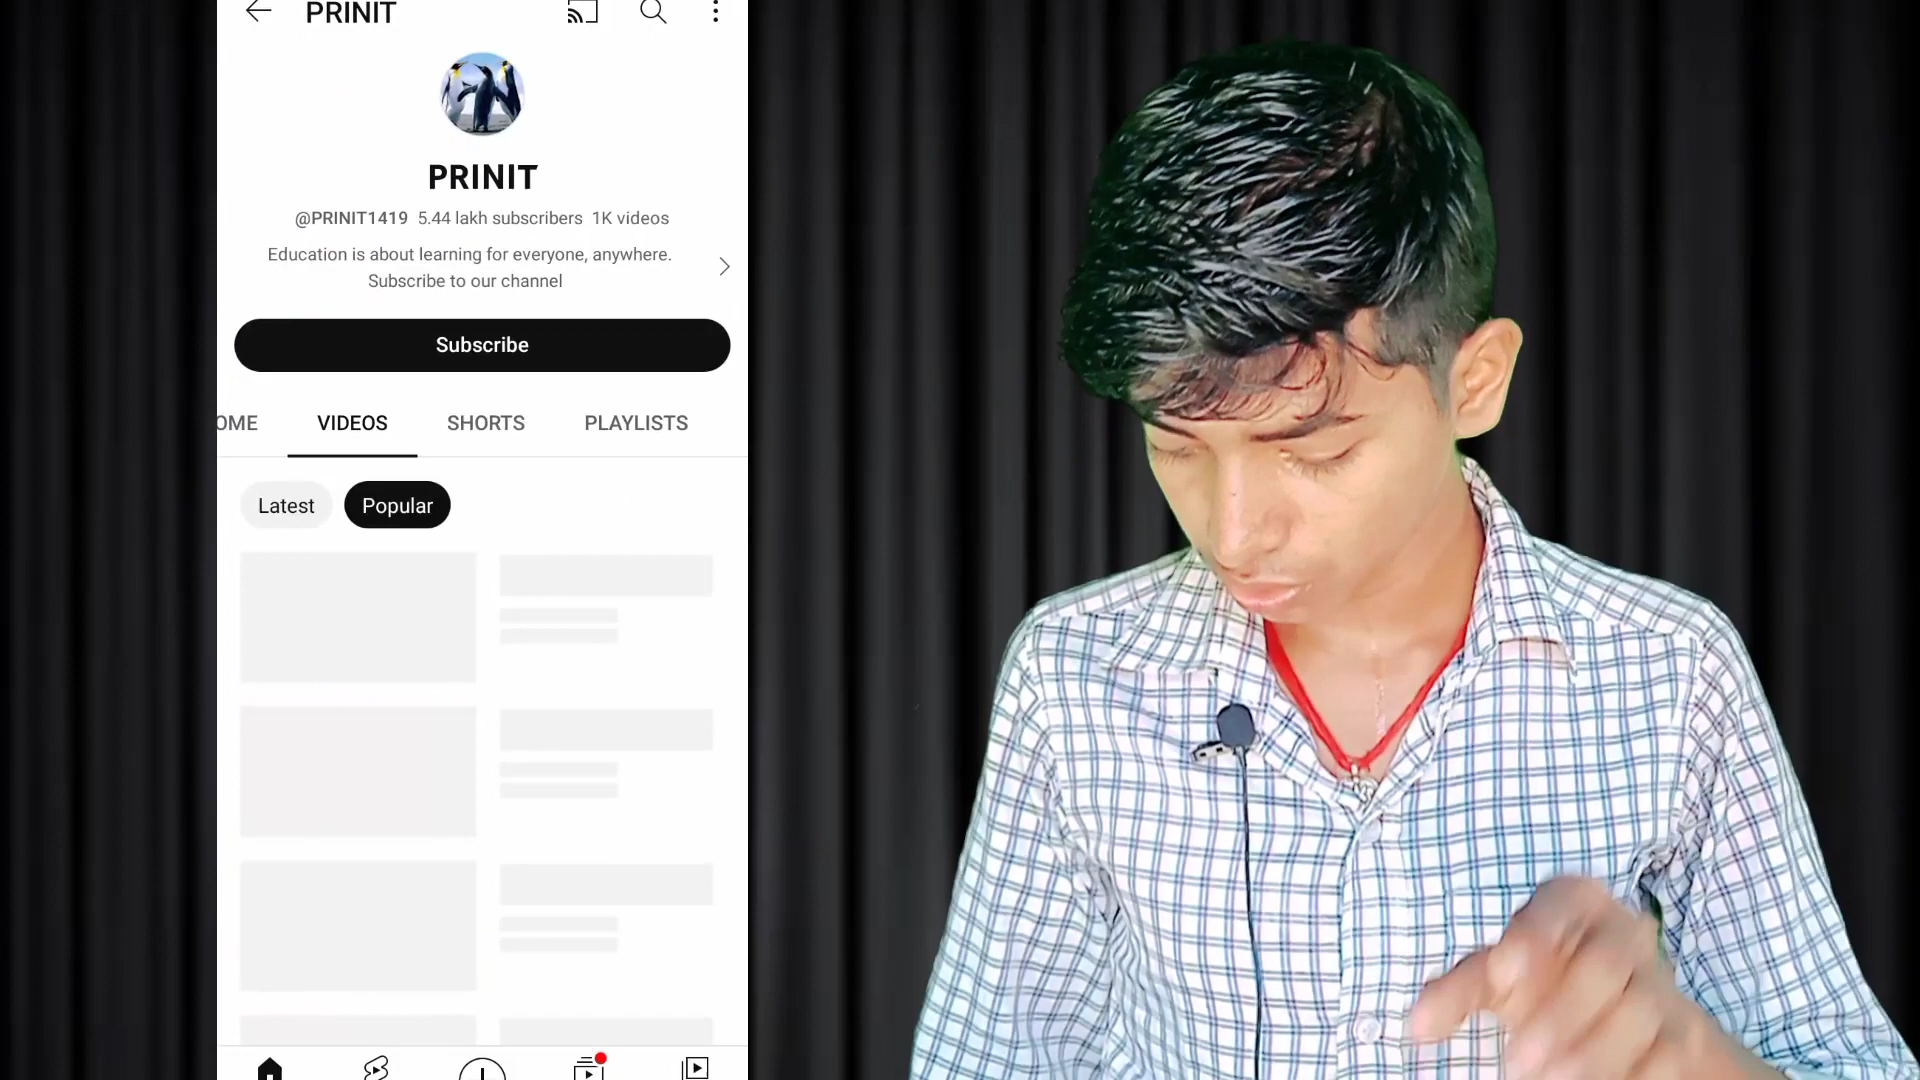 PRINIT
PRINIT
@PRINIT1419 5.44 lakh subscribers 1K videos
Education is about learning for everyone, anywhere.
Subscribe to our channel
Subscribe
OME VIDEOS SHORTS PLAYLISTS
Latest Popular